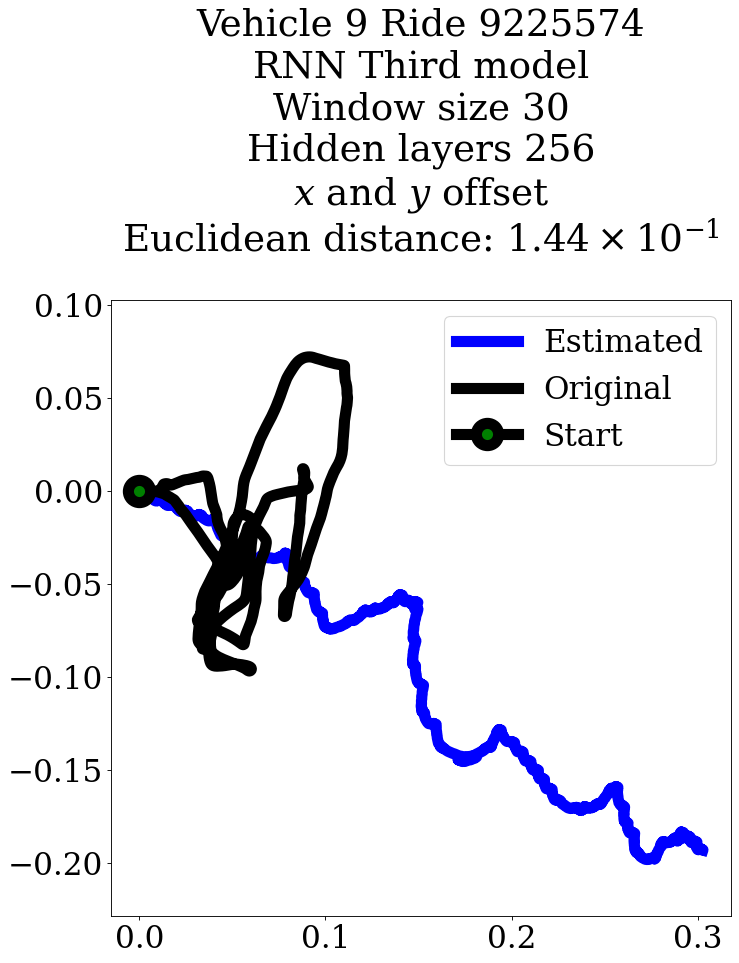 Vehicle 9 Ride 9225574
RNN Third model
Window size 30
Hidden layers 256
x and y offset
Euclidean distance: 1.44 × 10⁻¹
Estimated
Original
Start
0.10
0.05
0.00
−0.05
−0.10
−0.15
−0.20
0.0 0.1 0.2 0.3